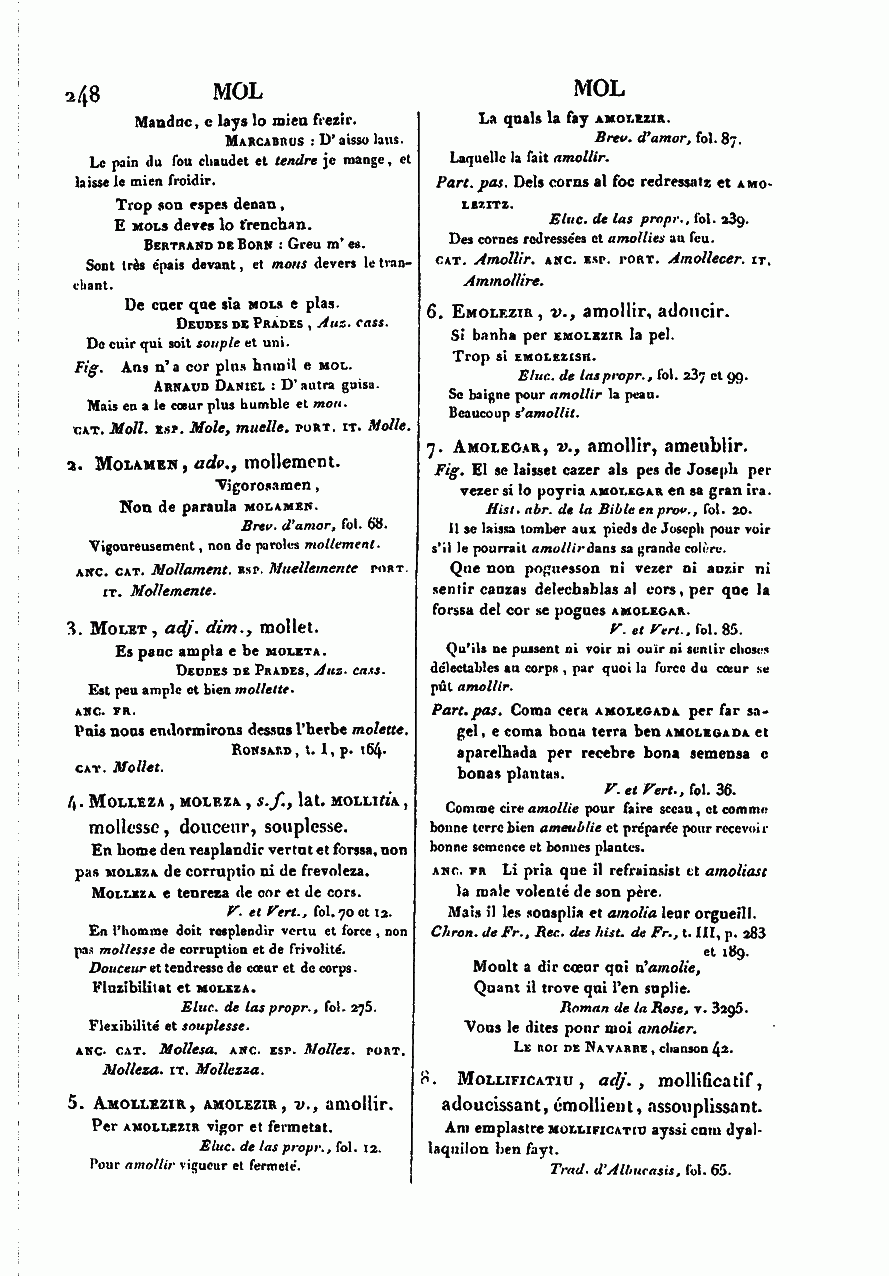 248 MOL MOL
Manduc, e lays lo mieu frezir.
MARCABRUS : D'aisso laus.
Le pain du fou chaudet et tendre je mange, et
laisse le mien froidir.
Trop son espes denan,
E MOLS deves lo trenchan.
BERTRAND DE BORN : Greu m'es.
Sont très épais devant, et mous devers le tran-
chant.
De cuer que sia MOLS e plas.
DEUDES DE PRADES, Auz. cass.
De cuir qui soit souple et uni.
Fig. Ans n'a cor plus humil e MOL.
ARNAUD DANIEL : D'autra guisa.
Mais en a le cœur plus humble et mou.
CAT. Moll. ESP. Mole, muelle. PORT. IT. Molle.
2. MOLAMEN, adv., mollement.
Vigorosamen,
Non de paraula MOLAMEN.
Brev. d'amor, fol. 68.
Vigoureusement, non de paroles mollement.
ANC. CAT. Mollament. ESP. Muellemente PORT.
IT. Mollemente.
3. MOLET, adj. dim., mollet.
Es pauc ampla e be MOLETA.
DEUDES DE PRADES, Auz. cass.
Est peu ample et bien mollette.
ANC. FR.
Puis nous endormirons dessus l'herbe molette.
RONSARD, t. I, p. 164.
CAT. Mollet.
4. MOLLEZA, MOLEZA, s. f., lat. MOLLITIA,
mollesse, douceur, souplesse.
En home deu resplandir vertut et forssa, non
pas MOLEZA de corruptio ni de frevoleza.
MOLLEZA e tenreza de cor et de cors.
V. et Vert., fol. 70 et 12.
En l'homme doit resplendir vertu et force, non
pas mollesse de corruption et de frivolité.
Douceur et tendresse de cœur et de corps.
Fluzibilitat et MOLEZA.
Eluc. de las propr., fol. 275.
Flexibilité et souplesse.
ANC. CAT. Mollesa. ANC. ESP. Mollez. PORT.
Molleza. IT. Mollezza.
5. AMOLLEZIR, AMOLEZIR, v., amollir.
Per AMOLLEZIR vigor et fermetat.
Eluc. de las propr., fol. 12.
Pour amollir vigueur et fermeté.
La quals la fay AMOLEZIR.
Brev. d'amor, fol. 87.
Laquelle la fait amollir.
Part. pas. Dels corns al foc redressatz et AMO-
LEZITZ.
Eluc. de las propr., fol. 239.
Des cornes redressées et amollies au feu.
CAT. Amollir. ANC. ESP. PORT. Amollecer. IT.
Ammollire.
6. EMOLEZIR, v., amollir, adoucir.
Si banha per EMOLEZIR la pel.
Trop si EMOLEZISH.
Eluc. de las propr., fol. 237 et 99.
Se baigne pour amollir la peau.
Beaucoup s'amollit.
7. AMOLEGAR, v., amollir, ameublir.
Fig. El se laisset cazer als pes de Joseph per
vezer si lo poyria AMOLEGAR en sa gran ira.
Hist. abr. de la Bible en prov., fol. 20.
Il se laissa tomber aux pieds de Joseph pour voir
s'il le pourrait amollir dans sa grande colère.
Que non poguesson ni vezer ni auzir ni
sentir cauzas delechablas al cors, per que la
forssa del cor se pogues AMOLEGAR.
V. et Vert., fol. 85.
Qu'ils ne pussent ni voir ni ouïr ni sentir choses
délectables au corps, par quoi la force du cœur se
pût amollir.
Part. pas. Coma cera AMOLEGADA per far sa-
gel, e coma bona terra ben AMOLEGADA et
aparelhada per recebre bona semensa e
bonas plantas.
V. et Vert., fol. 36.
Comme cire amollie pour faire sceau, et comme
bonne terre bien ameublie et préparée pour recevoir
bonne semence et bonnes plantes.
ANC. FR Li pria que il refrainsist et amoliast
la male volenté de son père.
Mais il les sousplia et amolia leur orgueill.
Chron. de Fr., Rec. des hist. de Fr., t. III, p. 283
et 189.
Moult a dir cœur qui n'amolie,
Quant il trove qui l'en suplie.
Roman de la Rose, v. 3295.
Vous le dites pour moi amolier.
LE ROI DE NAVARRE, chanson 42.
8. MOLLIFICATIU, adj., mollificatif,
adoucissant, émollient, assouplissant.
Am emplastre MOLLIFICATIU ayssi cum dyal-
laquilon ben fayt.
Trad. d'Albucasis, fol. 65.